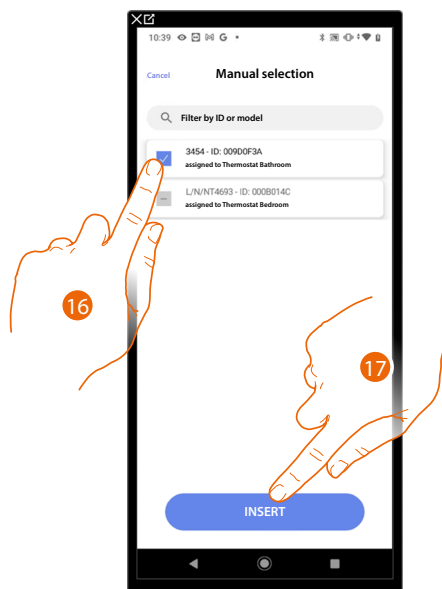 10:39 G
Cancel
Manual selection
Filter by ID or model
3454 - ID: 009D0F3A
assigned to Thermostat Bathroom
L/N/NT4693 - ID: 000B014C
assigned to Thermostat Bedroom
16
17
INSERT